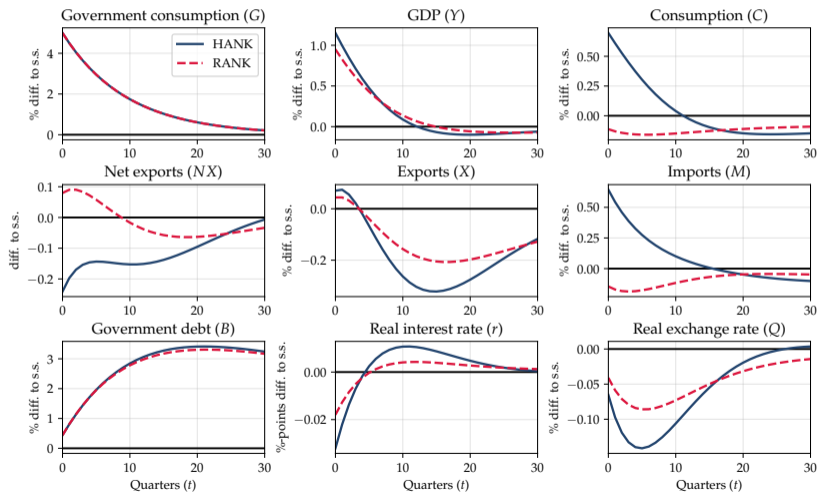 Government consumption (G)
% diff. to s.s.
4
2
0
HANK
RANK
0 10 20 30
GDP (Y)
% diff. to s.s.
1.0
0.5
0.0
0 10 20 30
Consumption (C)
% diff. to s.s.
0.50
0.25
0.00
0 10 20 30
Net exports (NX)
diff. to s.s.
0.1
0.0
−0.1
−0.2
0 10 20 30
Exports (X)
% diff. to s.s.
0.0
−0.2
0 10 20 30
Imports (M)
% diff. to s.s.
0.50
0.25
0.00
0 10 20 30
Government debt (B)
% diff. to s.s.
3
2
1
0
0 10 20 30
Quarters (t)
Real interest rate (r)
%-points diff. to s.s.
0.00
−0.02
0 10 20 30
Quarters (t)
Real exchange rate (Q)
% diff. to s.s.
0.00
−0.05
−0.10
0 10 20 30
Quarters (t)